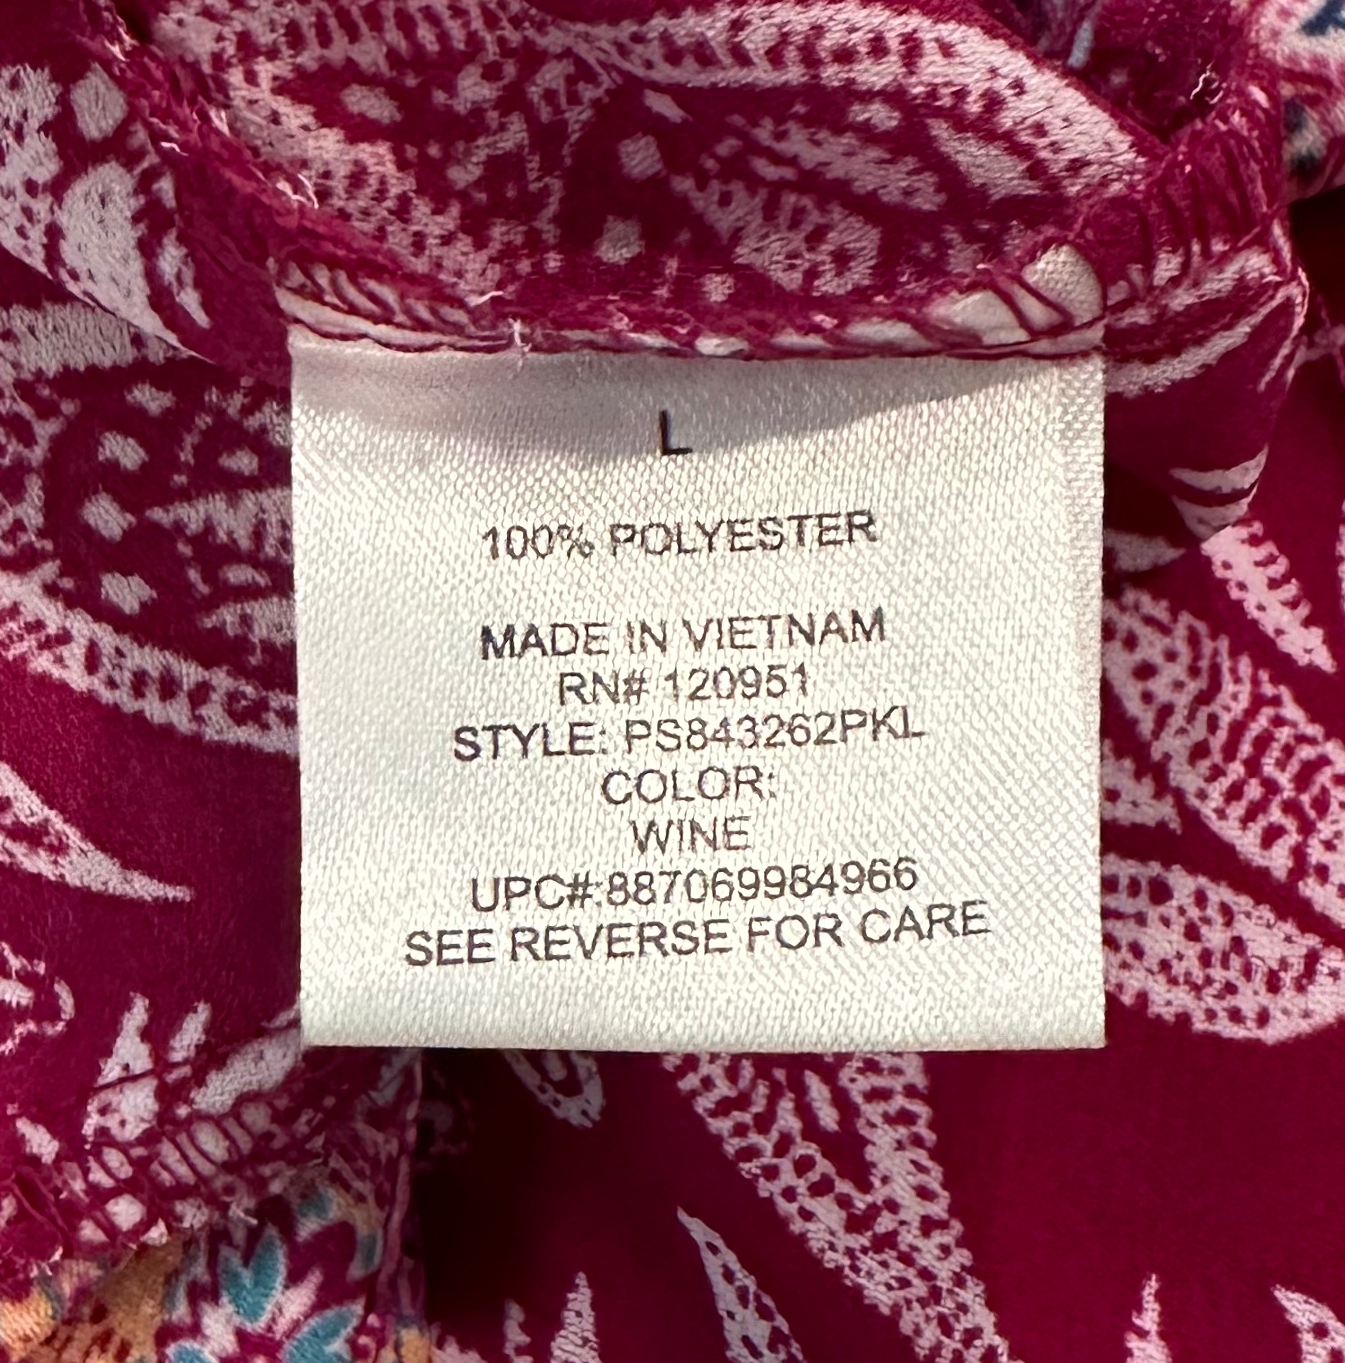 L
100% POLYESTER
MADE IN VIETNAM
RN# 120951
STYLE: PS843262PKL
COLOR:
WINE
UPC#:887069984966
SEE REVERSE FOR CARE